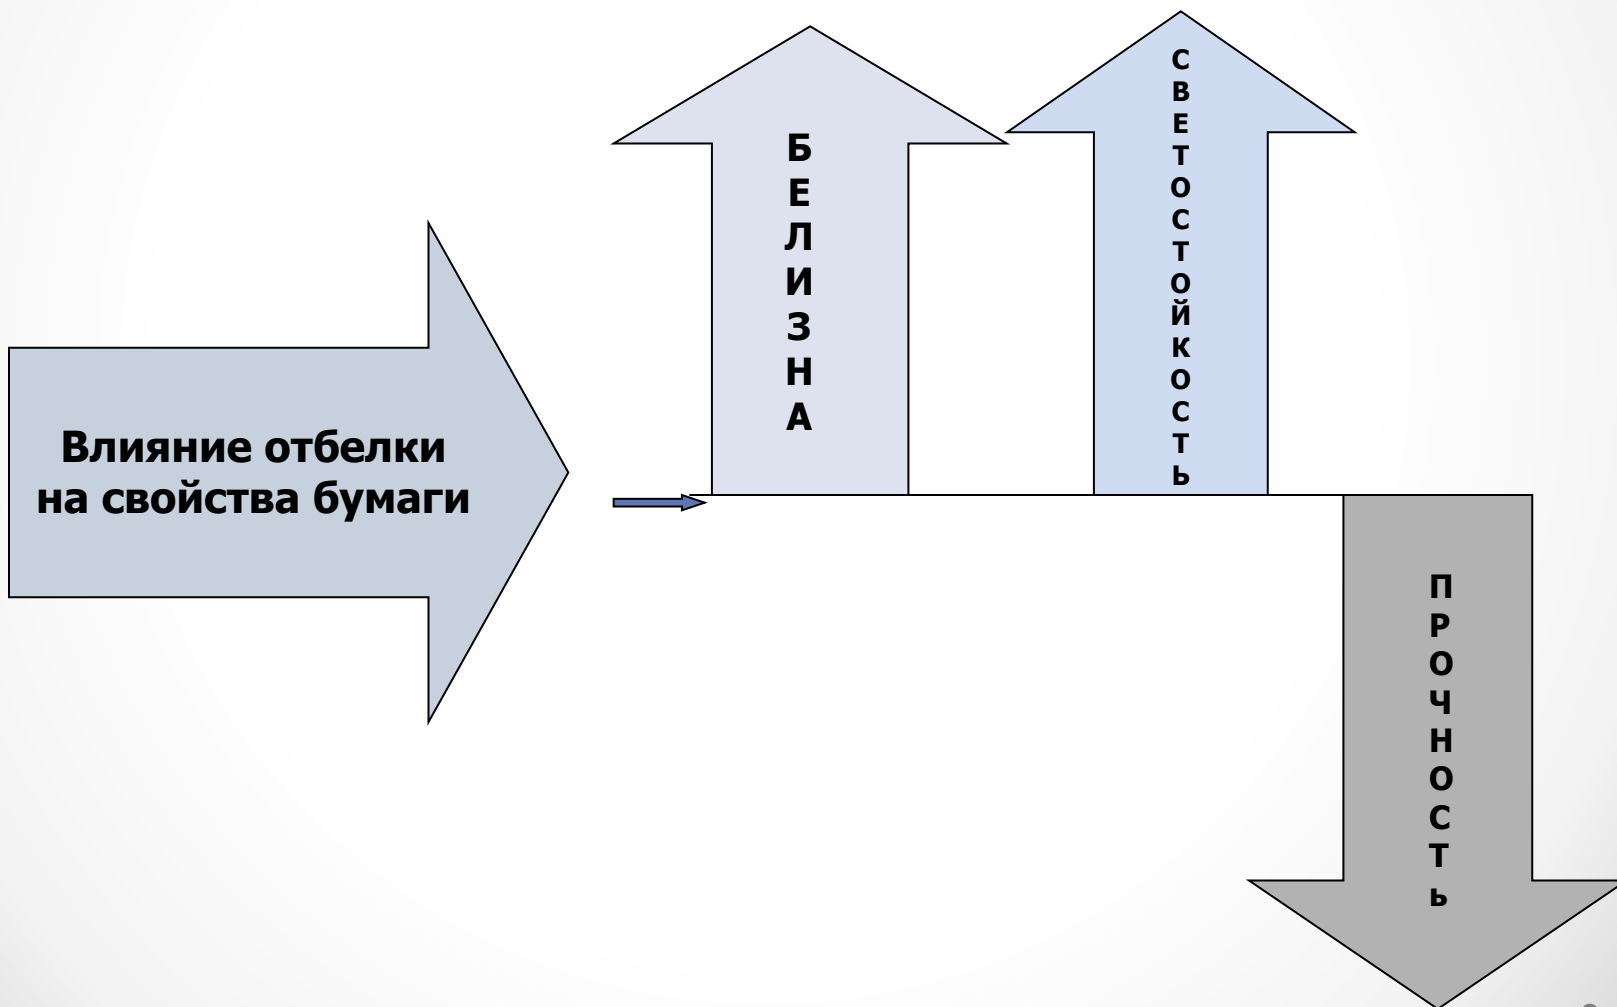 Влияние отбелки
на свойства бумаги
БЕЛИЗНА
СВЕТОСТОЙКОСТЬ
ПРОЧНОСТь